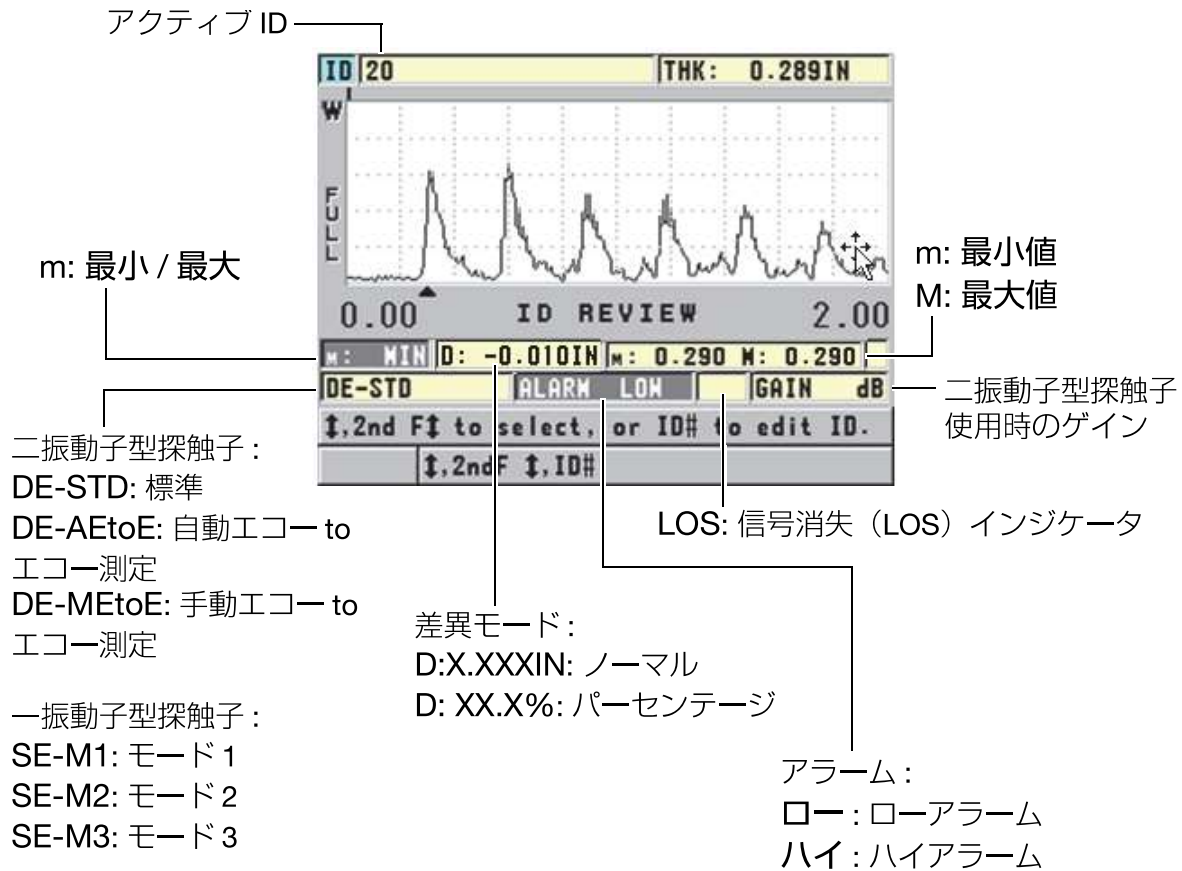 アクティブ ID
ID 20 THK: 0.289IN
W
FULL
m: 最小 / 最大
m: 最小値
M: 最大値
0.00 ID REVIEW 2.00
M: MIN D: -0.010IN M: 0.290 M: 0.290
DE-STD ALARM LOW GAIN dB
↕,2nd F↕ to select, or ID# to edit ID.
↕,2ndF ↕,ID#
二振動子型探触子
使用時のゲイン
二振動子型探触子 :
DE-STD: 標準
DE-AEtoE: 自動エコー to
エコー測定
DE-MEtoE: 手動エコー to
エコー測定
一振動子型探触子 :
SE-M1: モード 1
SE-M2: モード 2
SE-M3: モード 3
LOS: 信号消失（LOS）インジケータ
差異モード :
D:X.XXXIN: ノーマル
D: XX.X%: パーセンテージ
アラーム :
ロー : ローアラーム
ハイ : ハイアラーム